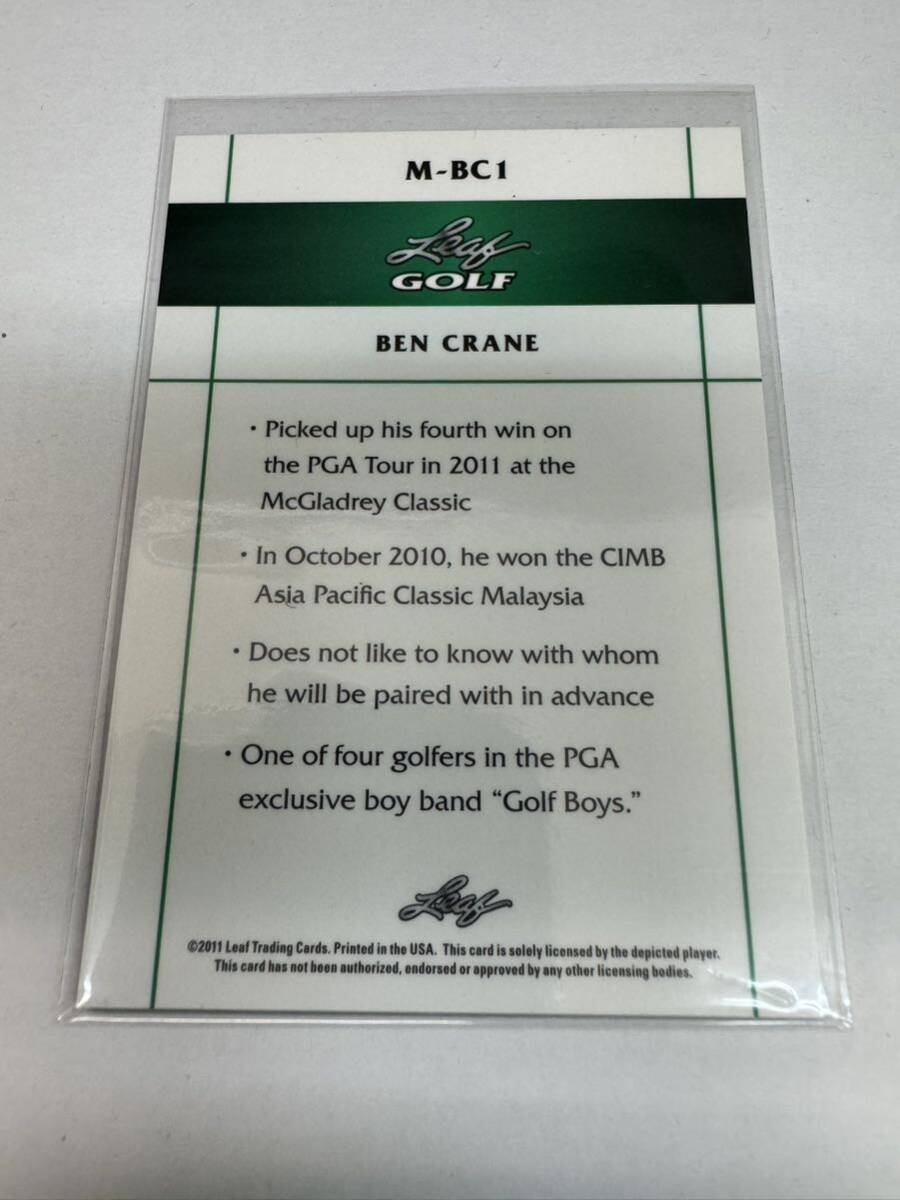 M-BC1
Leaf
GOLF
BEN CRANE
• Picked up his fourth win on
the PGA Tour in 2011 at the
McGladrey Classic
• In October 2010, he won the CIMB
Asia Pacific Classic Malaysia
• Does not like to know with whom
he will be paired with in advance
• One of four golfers in the PGA
exclusive boy band “Golf Boys.”
Leaf
©2011 Leaf Trading Cards. Printed in the USA. This card is solely licensed by the depicted player.
This card has not been authorized, endorsed or approved by any other licensing bodies.